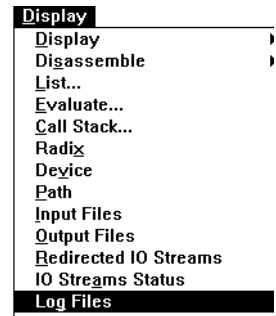 Display
Display
Disassemble
List...
Evaluate...
Call Stack...
Radix
Device
Path
Input Files
Output Files
Redirected IO Streams
IO Streams Status
Log Files